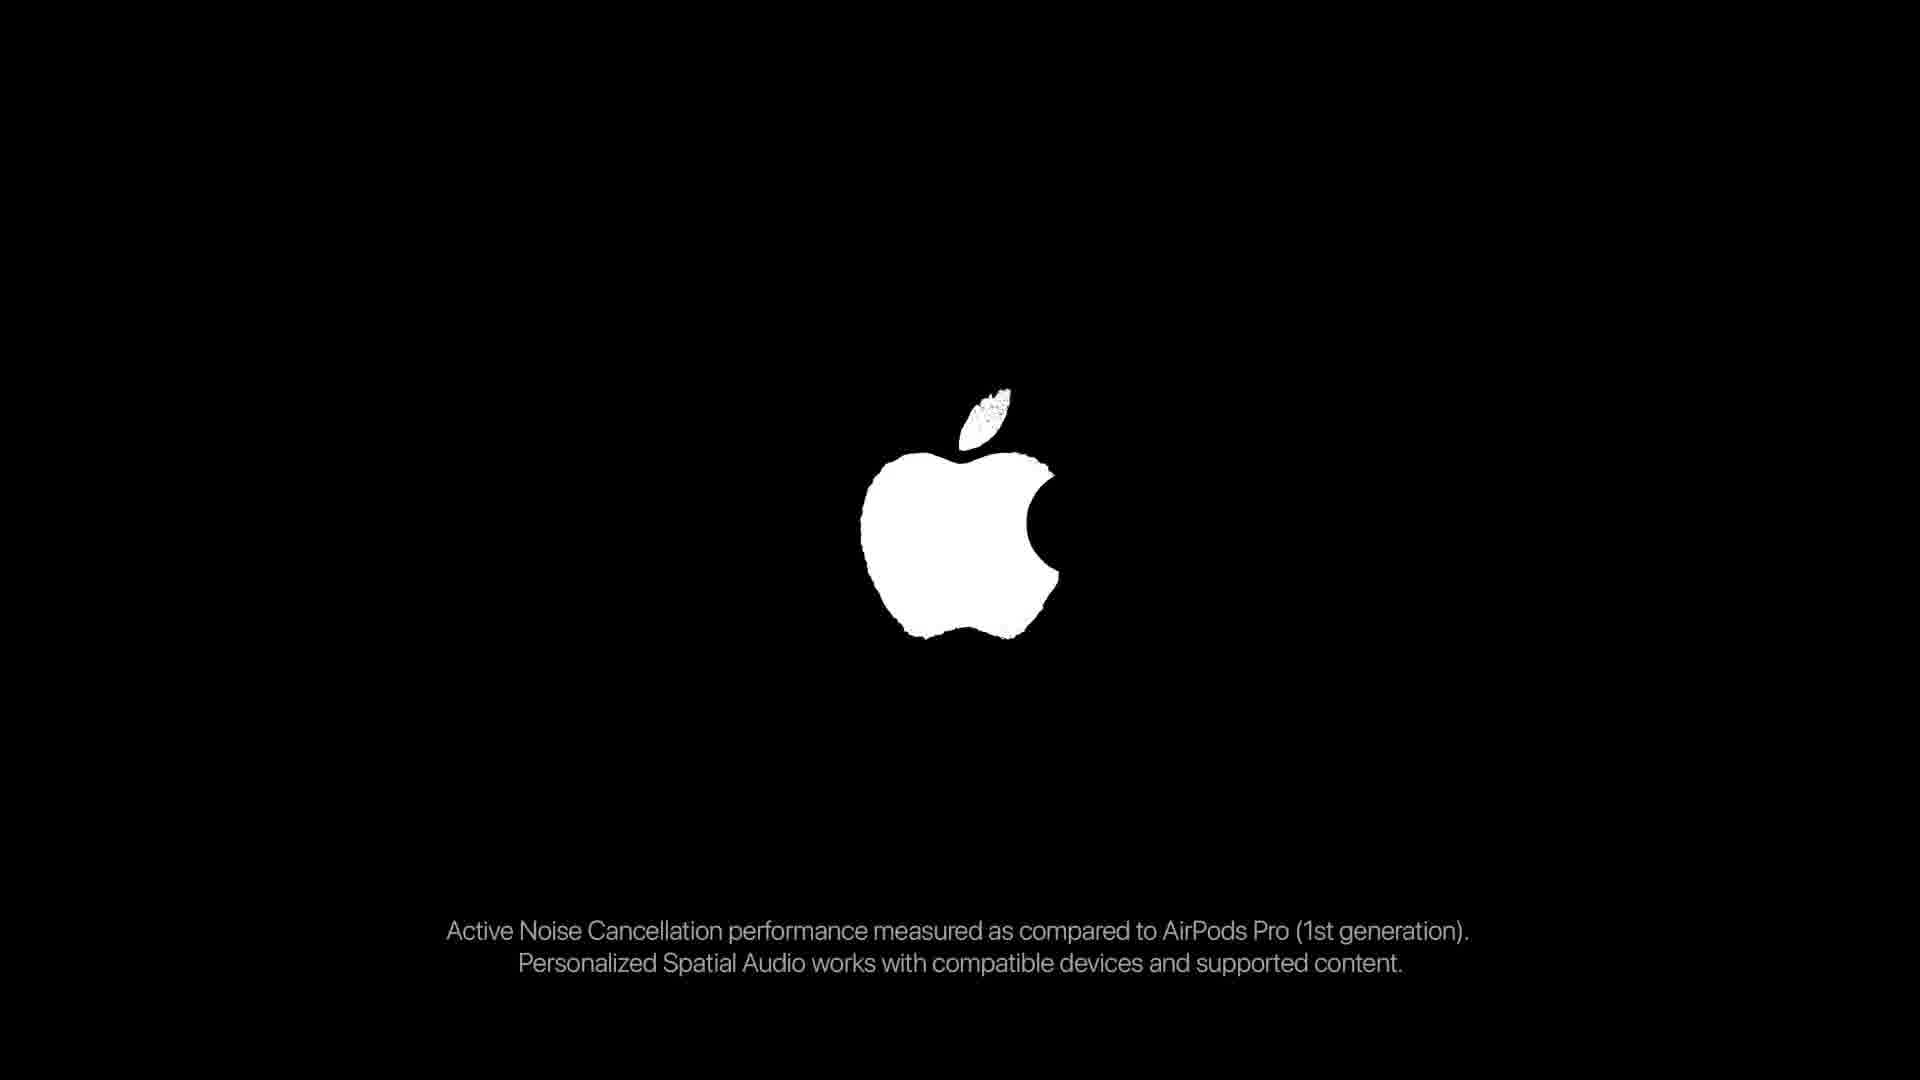 Active Noise Cancellation performance measured as compared to AirPods Pro (1st generation).
Personalized Spatial Audio works with compatible devices and supported content.